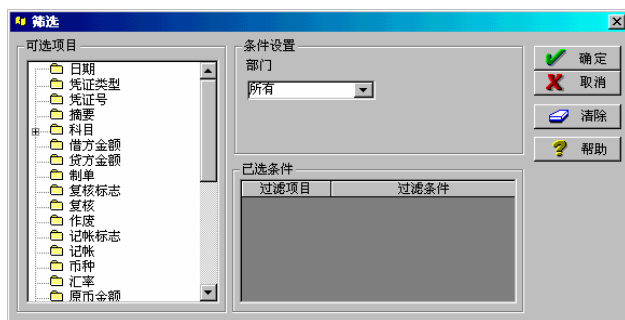 筛选
可选项目
日期
凭证类型
凭证号
摘要
科目
借方金额
贷方金额
制单
复核标志
复核
作废
记帐标志
记帐
币种
汇率
原币金额
条件设置
部门
所有
已选条件
过滤项目 过滤条件
确定
取消
清除
帮助